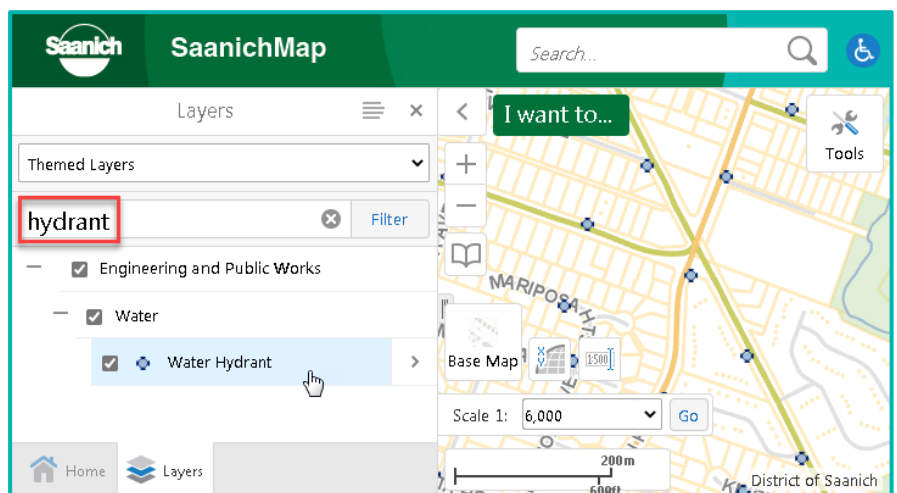 Saanich
SaanichMap
Search...
Layers
I want to...
Tools
Themed Layers
hydrant
Filter
Engineering and Public Works
Water
Water Hydrant
MARIPOSA
Base Map
X
Y
1:500
Scale 1:
6,000
Go
200m
600ft
District of Saanich
Home
Layers